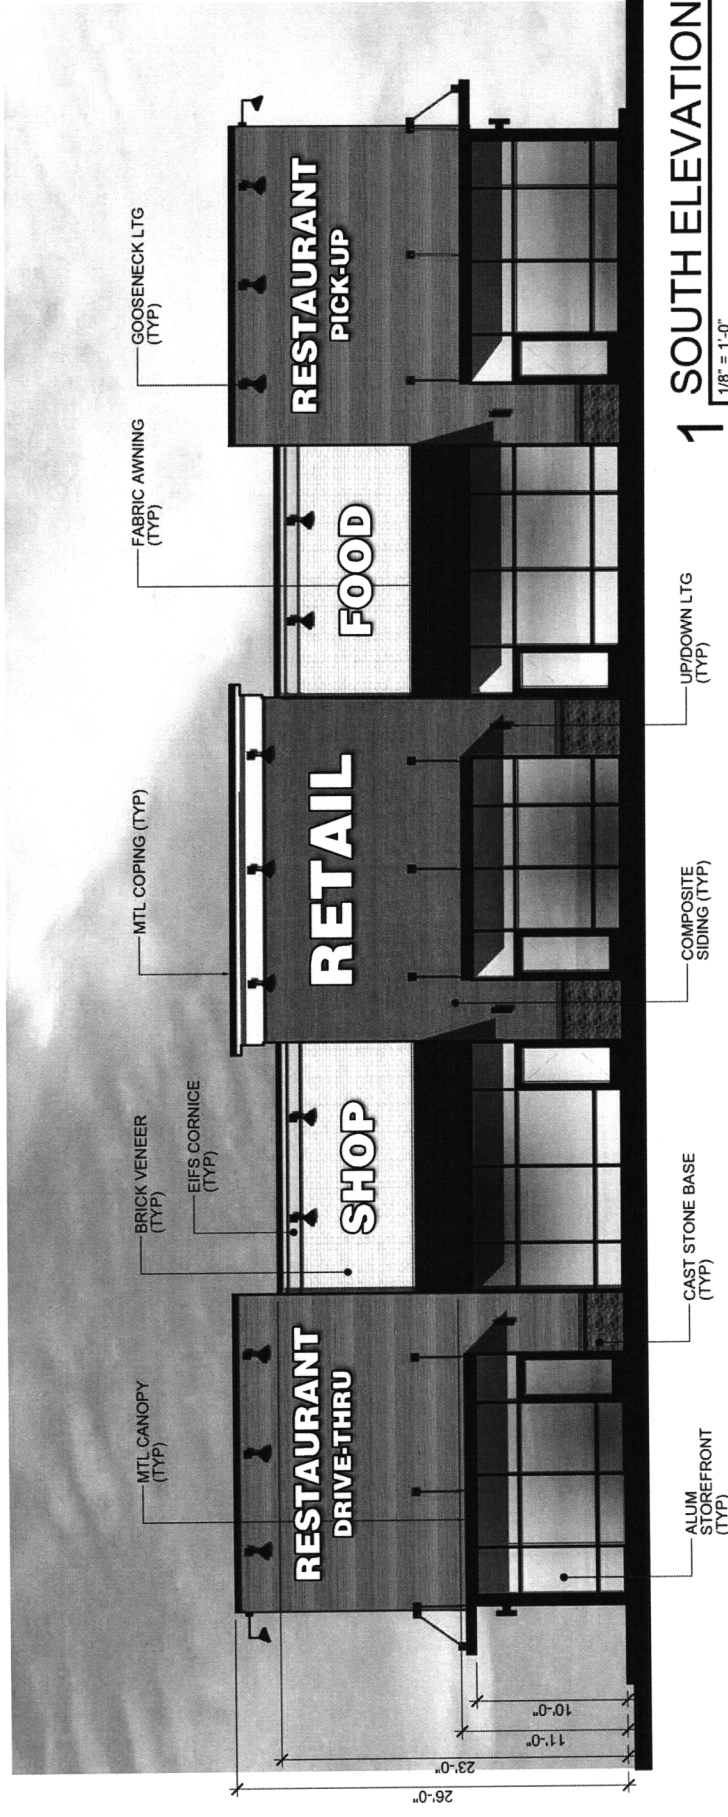 MTL CANOPY
(TYP)
BRICK VENEER
(TYP)
EIFS CORNICE
(TYP)
MTL COPING (TYP)
FABRIC AWNING
(TYP)
GOOSENECK LTG
(TYP)
RESTAURANT
DRIVE-THRU
SHOP
RETAIL
FOOD
RESTAURANT
PICK-UP
26'-0"
23'-0"
11'-0"
10'-0"
ALUM
STOREFRONT
(TYP)
CAST STONE BASE
(TYP)
COMPOSITE
SIDING (TYP)
UP/DOWN LTG
(TYP)
1 SOUTH ELEVATION
1/8" = 1'-0"